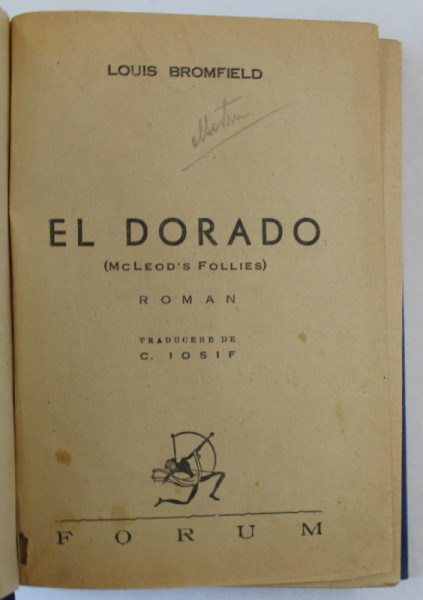 LOUIS BROMFIELD
EL DORADO
(MCLEOD'S FOLLIES)
ROMAN
TRADUCERE DE
C. IOSIF
FORUM